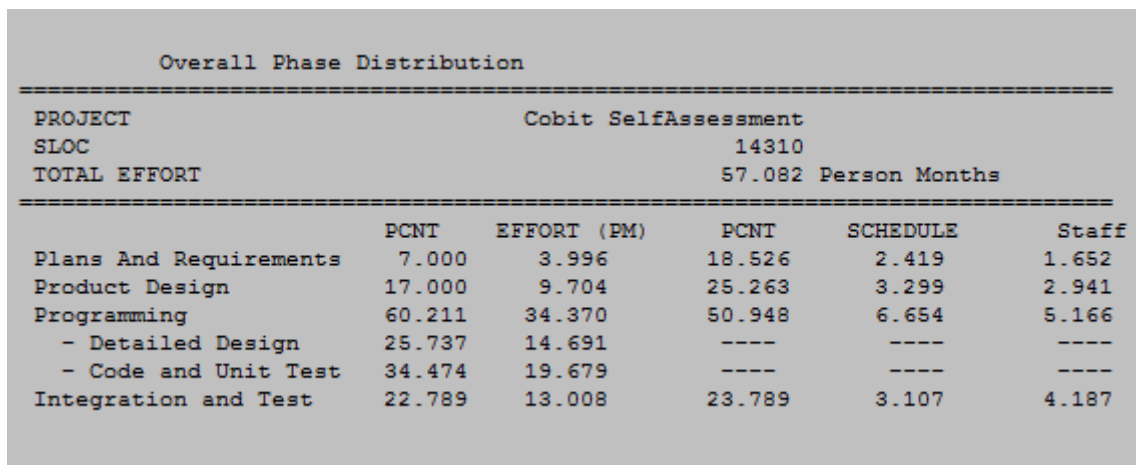 Overall Phase Distribution
PROJECT Cobit SelfAssessment
SLOC 14310
TOTAL EFFORT 57.082 Person Months
PCNT EFFORT (PM) PCNT SCHEDULE Staff
Plans And Requirements 7.000 3.996 18.526 2.419 1.652
Product Design 17.000 9.704 25.263 3.299 2.941
Programming 60.211 34.370 50.948 6.654 5.166
- Detailed Design 25.737 14.691 ---- ---- ----
- Code and Unit Test 34.474 19.679 ---- ---- ----
Integration and Test 22.789 13.008 23.789 3.107 4.187